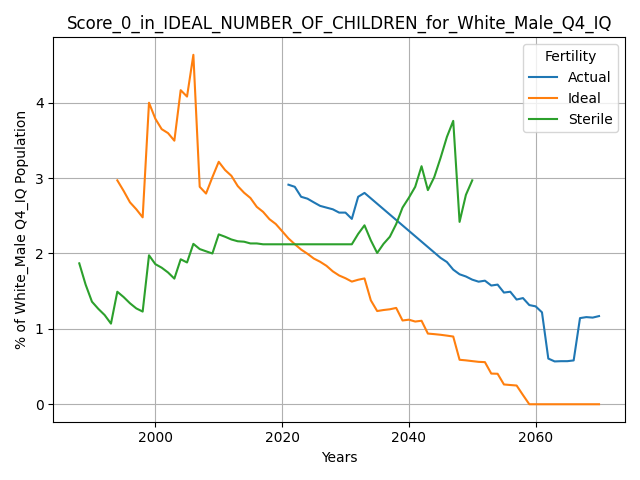 Score_0_in_IDEAL_NUMBER_OF_CHILDREN_for_White_Male_Q4_IQ
Fertility
Actual
Ideal
Sterile
% of White_Male Q4_IQ Population
4
3
2
1
0
2000 2020 2040 2060
Years